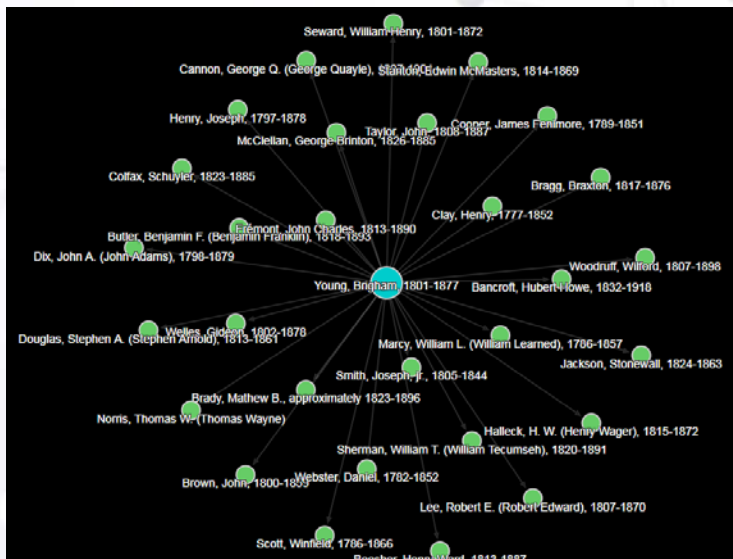 Seward, William Henry, 1801-1872
Cannon, George Q. (George Quayle),
Stanton, Edwin McMasters, 1814-1869
Henry, Joseph, 1797-1878
Taylor, John, 1808-1887
Cooper, James Fenimore, 1789-1851
McClellan, George Brinton, 1826-1885
Colfax, Schuyler, 1823-1885
Bragg, Braxton, 1817-1876
Clay, Henry, 1777-1852
Frémont, John Charles, 1813-1890
Butler, Benjamin F. (Benjamin Franklin), 1818-1893
Dix, John A. (John Adams), 1798-1879
Woodruff, Wilford, 1807-1898
Young, Brigham, 1801-1877
Bancroft, Hubert Howe, 1832-1918
Welles, Gideon, 1802-1878
Douglas, Stephen A. (Stephen Arnold), 1813-1861
Marcy, William L. (William Learned), 1786-1857
Jackson, Stonewall, 1824-1863
Smith, Joseph, jr., 1805-1844
Brady, Mathew B., approximately 1823-1896
Norris, Thomas W. (Thomas Wayne)
Halleck, H. W. (Henry Wager), 1815-1872
Sherman, William T. (William Tecumseh), 1820-1891
Brown, John, 1800-1859
Webster, Daniel, 1782-1852
Lee, Robert E. (Robert Edward), 1807-1870
Scott, Winfield, 1786-1866
Beecher, Henry Ward, 1813-1887